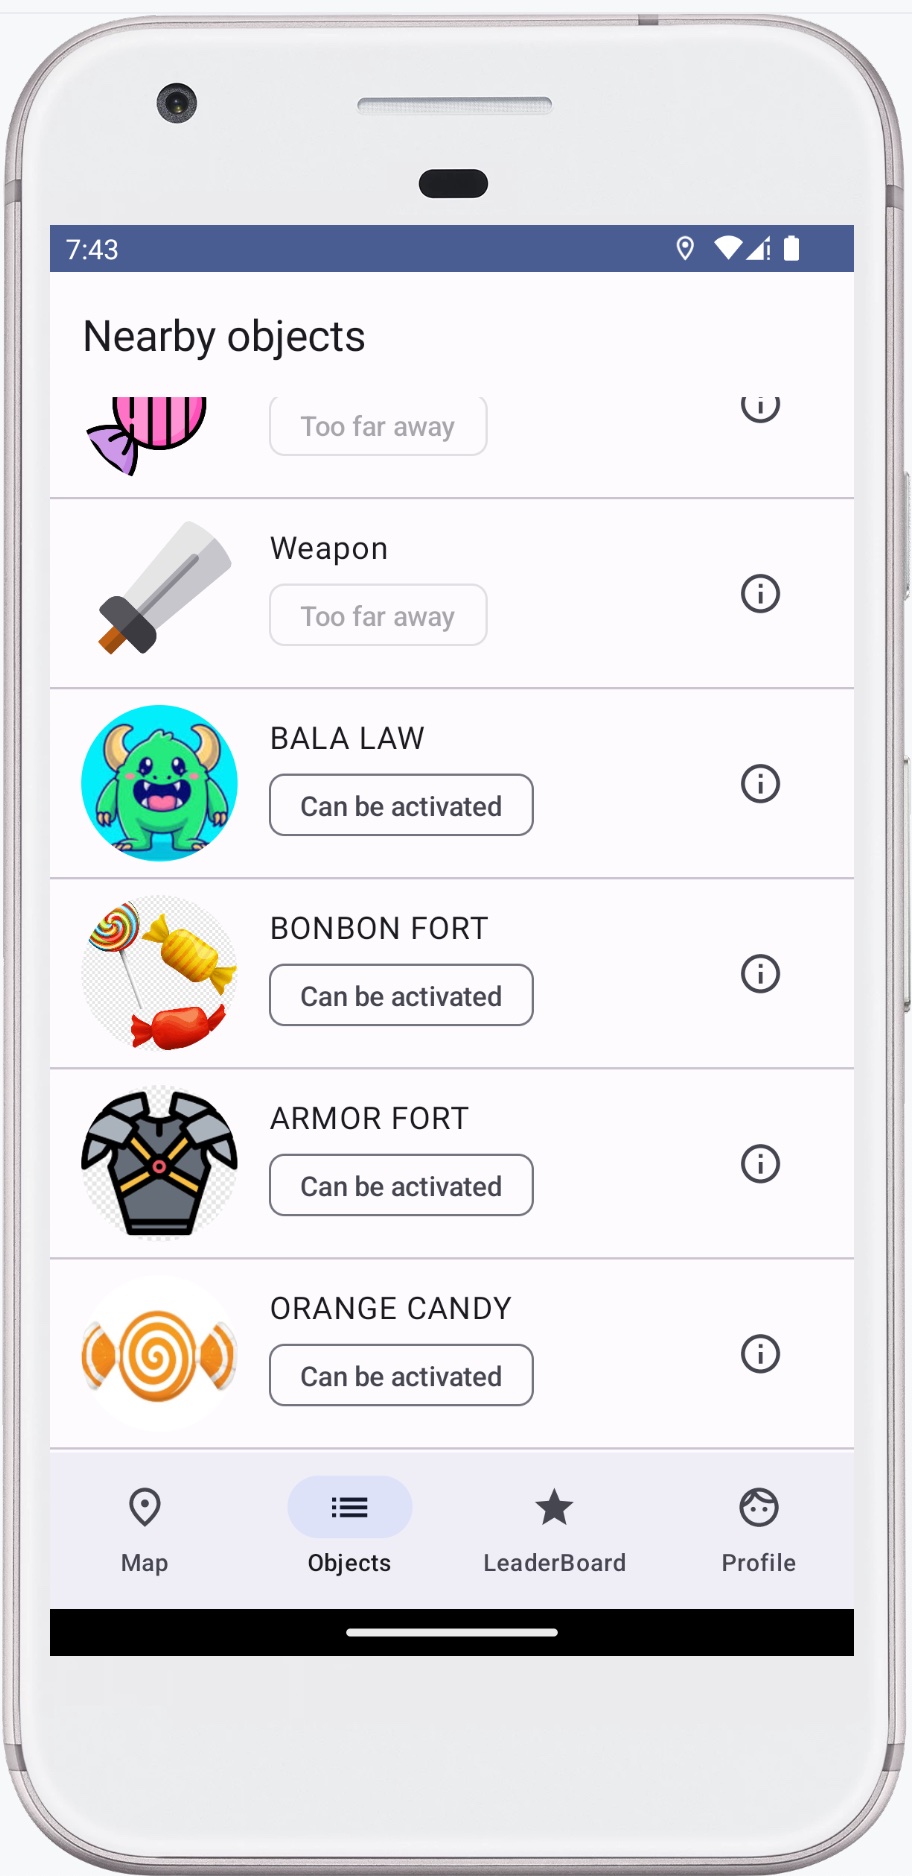 7:43
Nearby objects
Too far away
Weapon
Too far away
BALA LAW
Can be activated
BONBON FORT
Can be activated
ARMOR FORT
Can be activated
ORANGE CANDY
Can be activated
Map
Objects
LeaderBoard
Profile